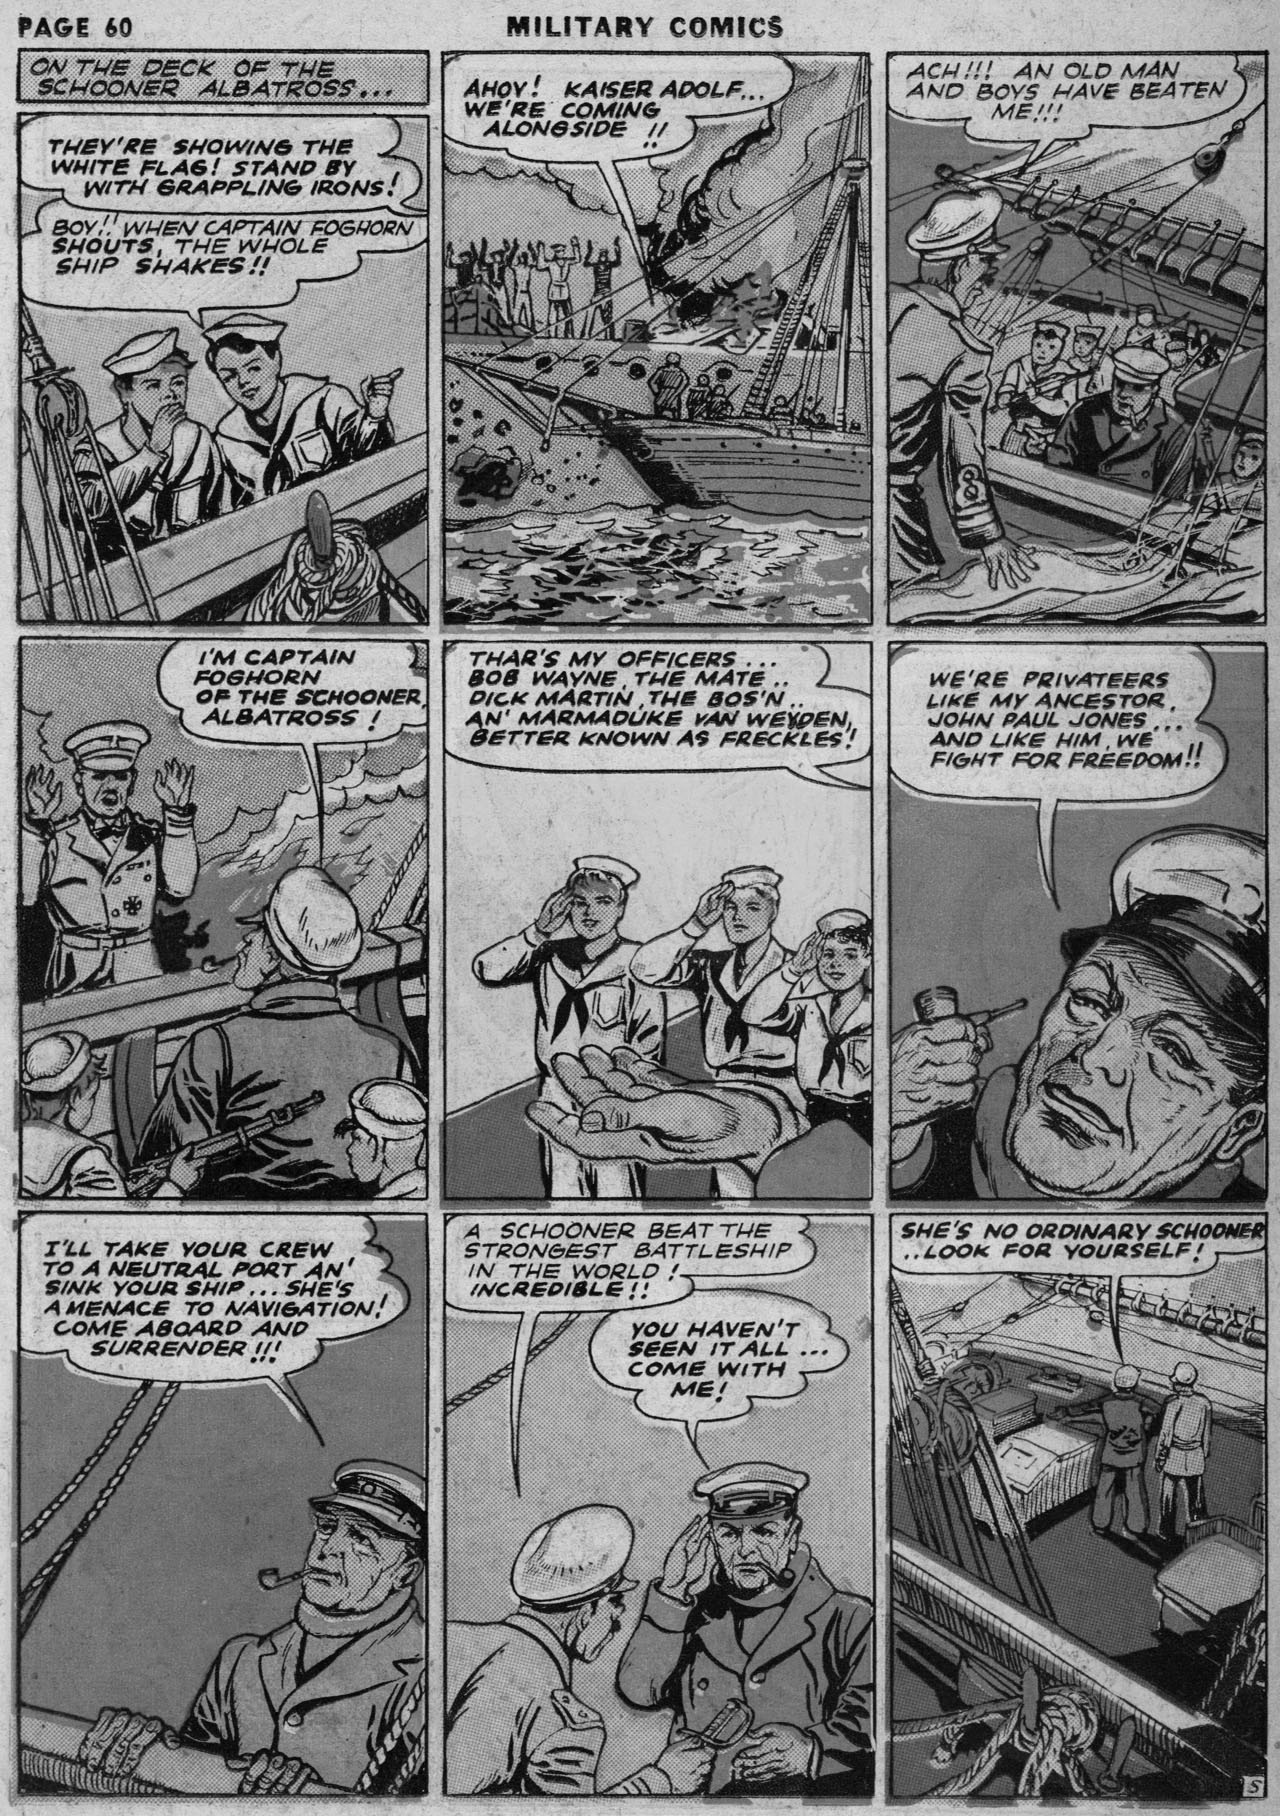 PAGE 60
MILITARY COMICS
ON THE DECK OF THE
SCHOONER ALBATROSS...
THEY'RE SHOWING THE
WHITE FLAG! STAND BY
WITH GRAPPLING IRONS!
BOY!! WHEN CAPTAIN FOGHORN
SHOUTS, THE WHOLE
SHIP SHAKES!!
AHOY! KAISER ADOLF...
WE'RE COMING
ALONGSIDE!!
ACH!!! AN OLD MAN
AND BOYS HAVE BEATEN
ME!!!
I'M CAPTAIN
FOGHORN
OF THE SCHOONER,
ALBATROSS!
THAR'S MY OFFICERS...
BOB WAYNE, THE MATE..
DICK MARTIN, THE BOS'N..
AN' MARMADUKE VAN WEYDEN,
BETTER KNOWN AS FRECKLES!
WE'RE PRIVATEERS
LIKE MY ANCESTOR,
JOHN PAUL JONES...
AND LIKE HIM, WE
FIGHT FOR FREEDOM!!
I'LL TAKE YOUR CREW
TO A NEUTRAL PORT AN'
SINK YOUR SHIP... SHE'S
A MENACE TO NAVIGATION!
COME ABOARD AND
SURRENDER!!!
A SCHOONER BEAT THE
STRONGEST BATTLESHIP
IN THE WORLD!
INCREDIBLE!!
YOU HAVEN'T
SEEN IT ALL...
COME WITH
ME!
SHE'S NO ORDINARY SCHOONER
..LOOK FOR YOURSELF!
5